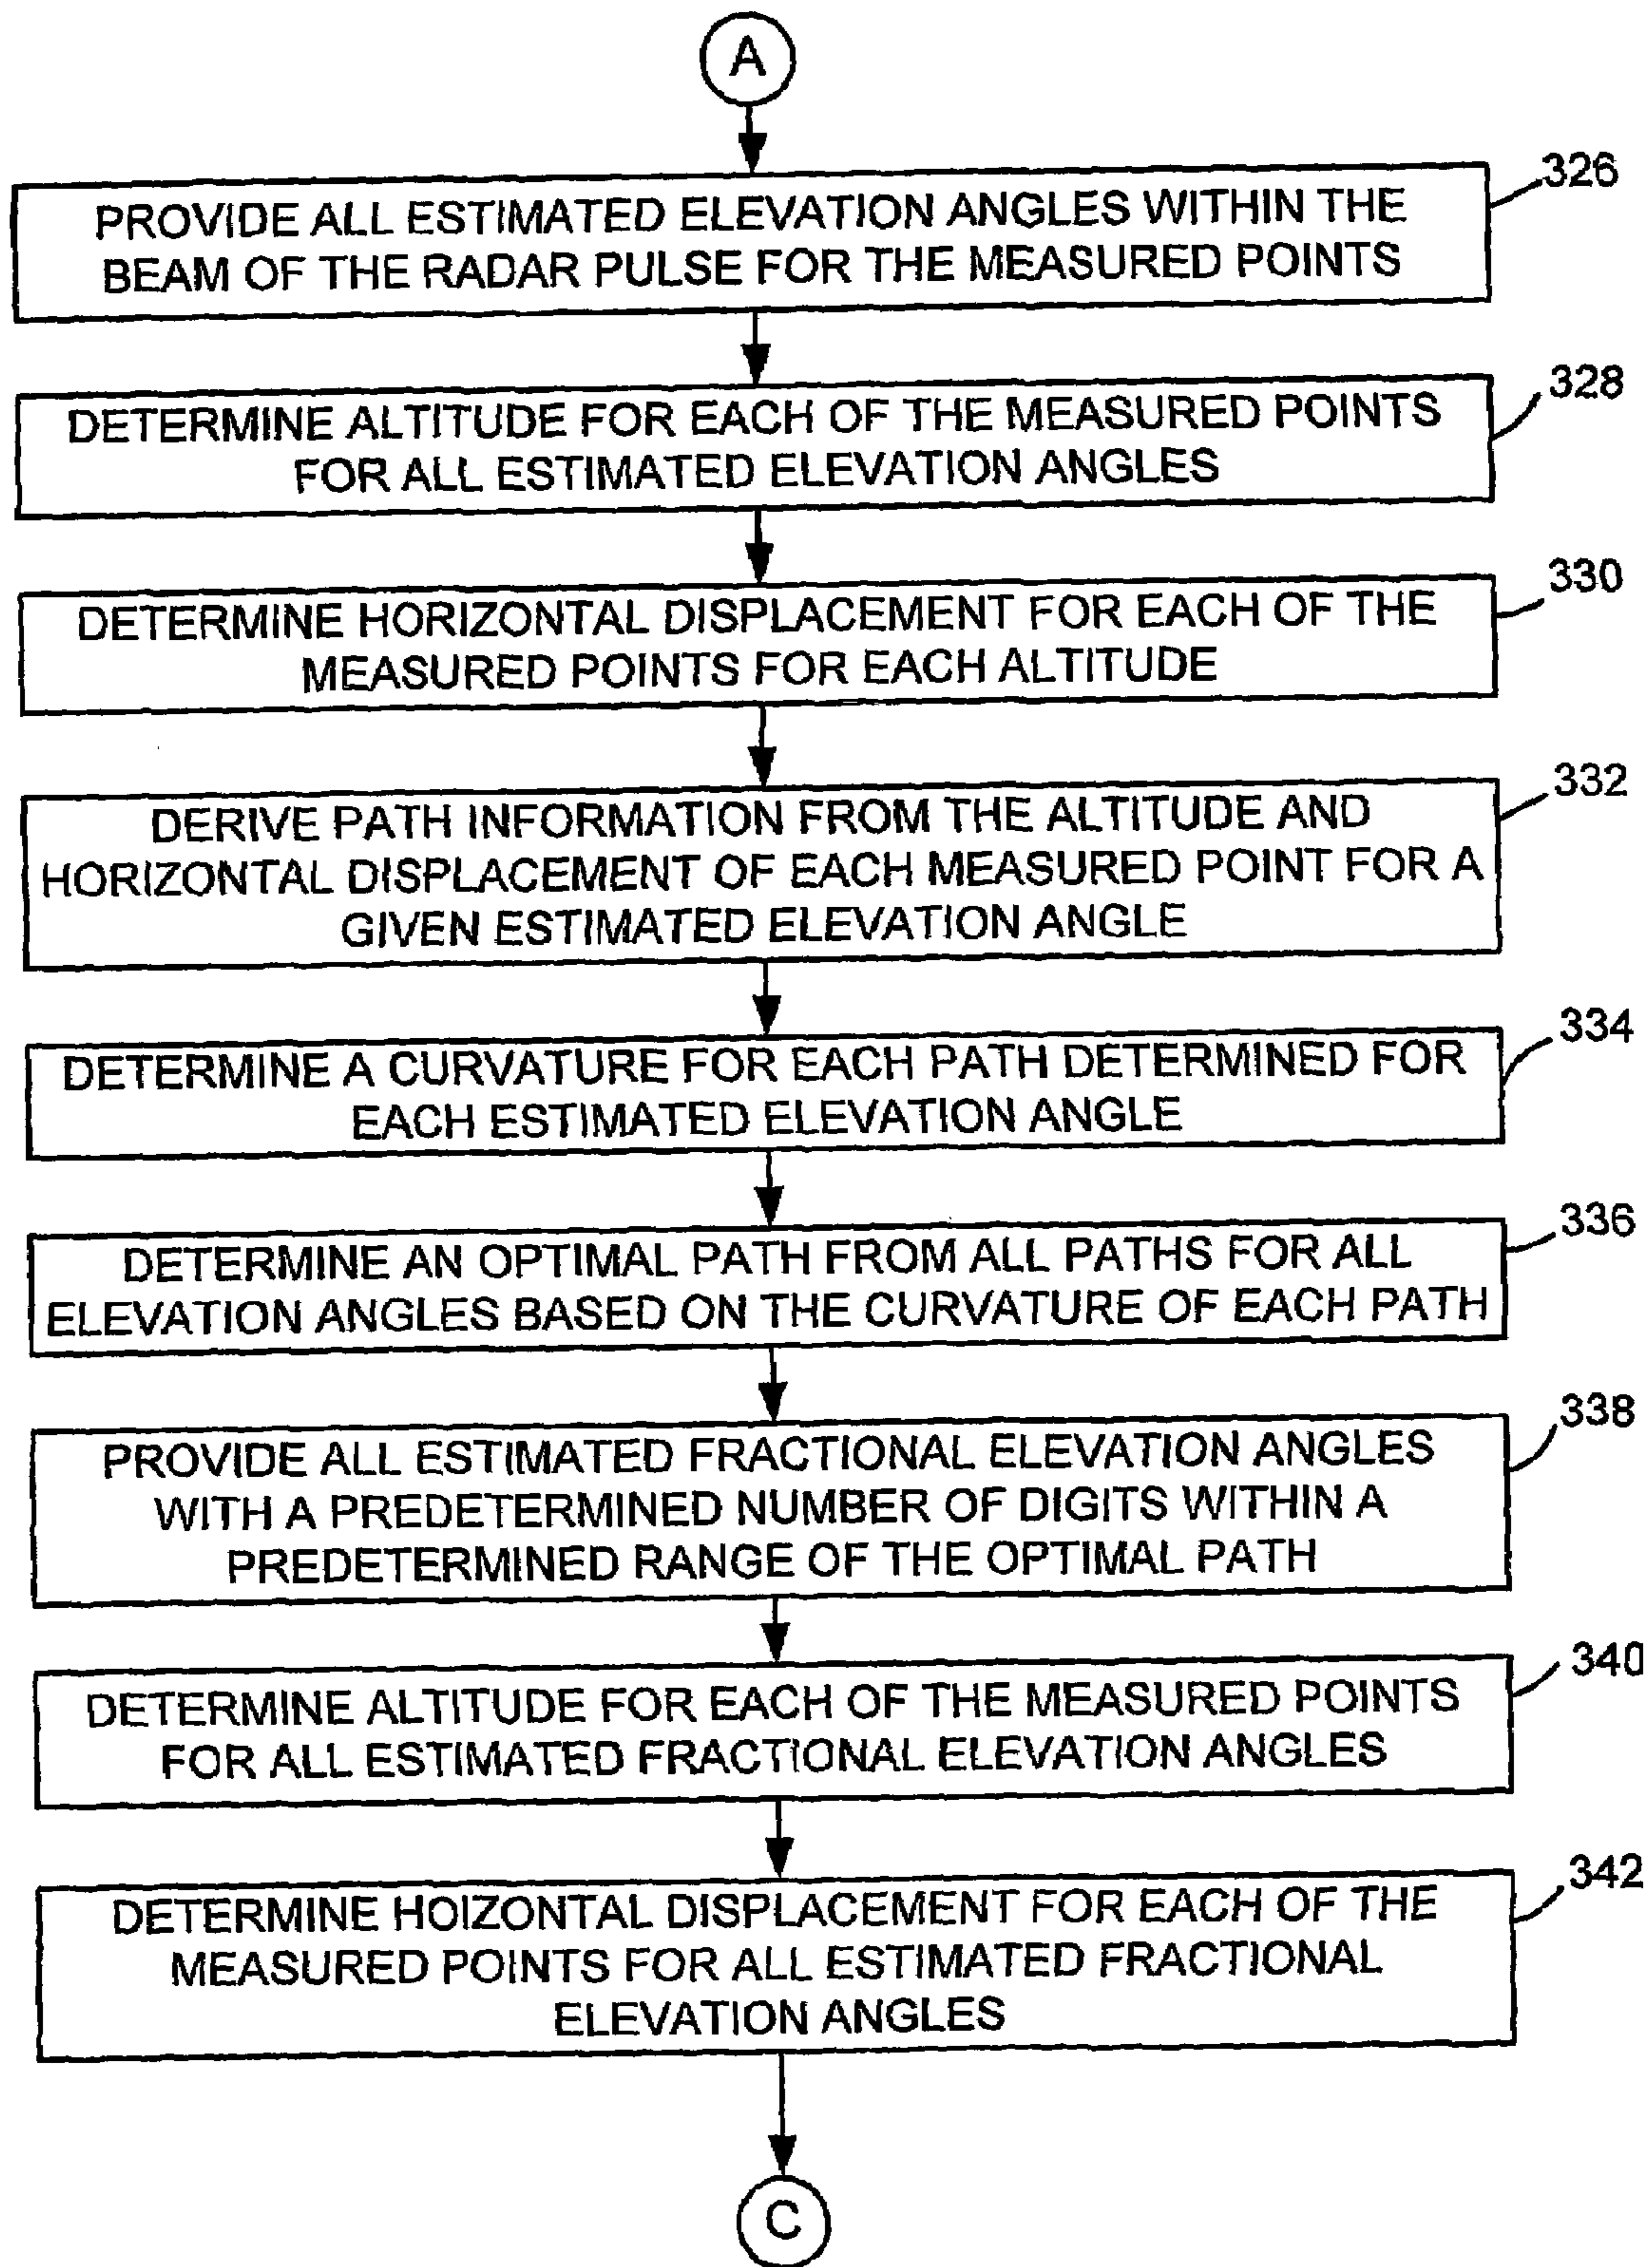 A
326
PROVIDE ALL ESTIMATED ELEVATION ANGLES WITHIN THE
BEAM OF THE RADAR PULSE FOR THE MEASURED POINTS
328
DETERMINE ALTITUDE FOR EACH OF THE MEASURED POINTS
FOR ALL ESTIMATED ELEVATION ANGLES
330
DETERMINE HORIZONTAL DISPLACEMENT FOR EACH OF THE
MEASURED POINTS FOR EACH ALTITUDE
332
DERIVE PATH INFORMATION FROM THE ALTITUDE AND
HORIZONTAL DISPLACEMENT OF EACH MEASURED POINT FOR A
GIVEN ESTIMATED ELEVATION ANGLE
334
DETERMINE A CURVATURE FOR EACH PATH DETERMINED FOR
EACH ESTIMATED ELEVATION ANGLE
336
DETERMINE AN OPTIMAL PATH FROM ALL PATHS FOR ALL
ELEVATION ANGLES BASED ON THE CURVATURE OF EACH PATH
338
PROVIDE ALL ESTIMATED FRACTIONAL ELEVATION ANGLES
WITH A PREDETERMINED NUMBER OF DIGITS WITHIN A
PREDETERMINED RANGE OF THE OPTIMAL PATH
340
DETERMINE ALTITUDE FOR EACH OF THE MEASURED POINTS
FOR ALL ESTIMATED FRACTIONAL ELEVATION ANGLES
342
DETERMINE HOIZONTAL DISPLACEMENT FOR EACH OF THE
MEASURED POINTS FOR ALL ESTIMATED FRACTIONAL
ELEVATION ANGLES
C